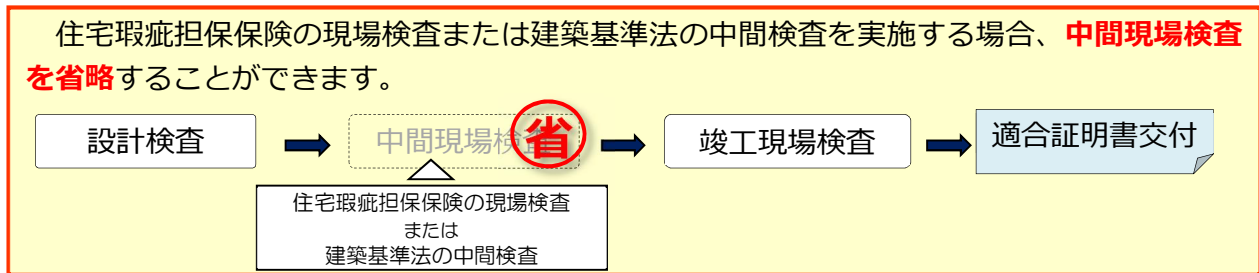 住宅瑕疵担保保険の現場検査または建築基準法の中間検査を実施する場合、中間現場検査
を省略することができます。
設計検査
中間現場検査
省
竣工現場検査
適合証明書交付
住宅瑕疵担保保険の現場検査
または
建築基準法の中間検査